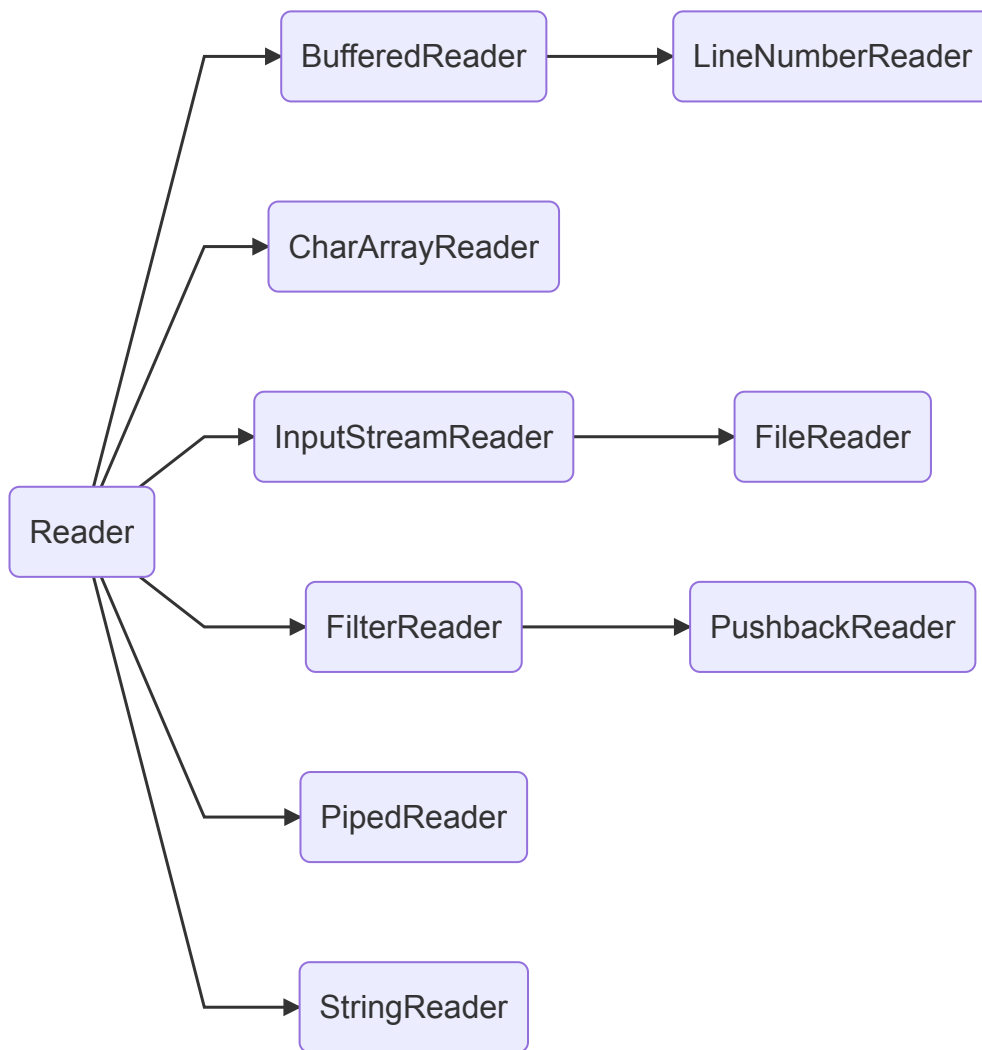 BufferedReader
LineNumberReader
CharArrayReader
InputStreamReader
FileReader
Reader
FilterReader
PushbackReader
PipedReader
StringReader